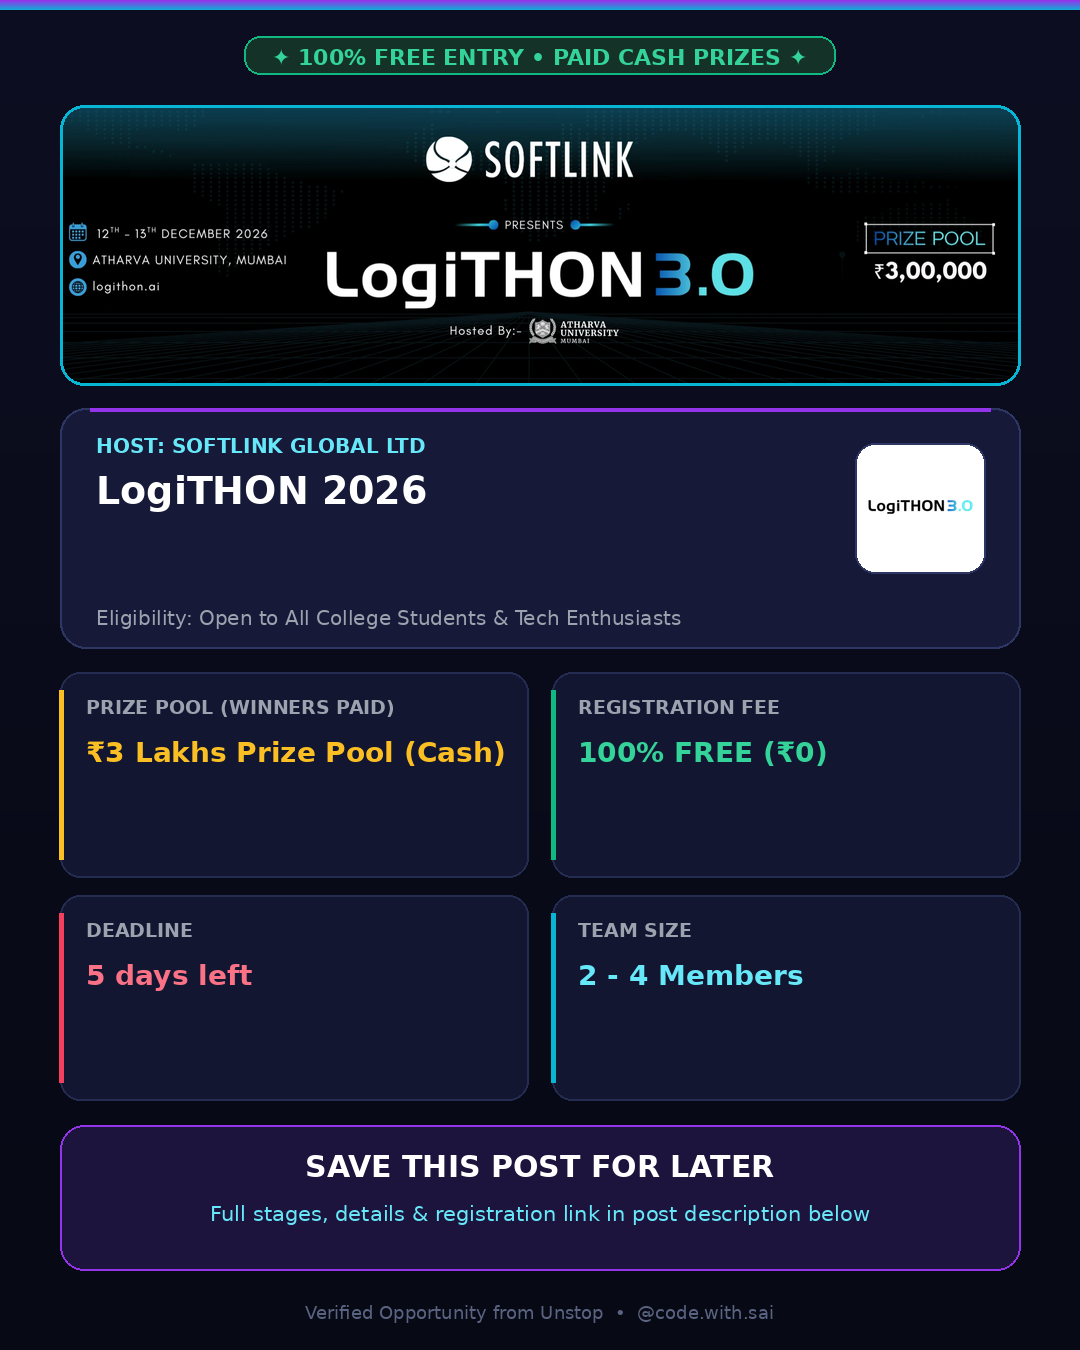 ✦ 100% FREE ENTRY • PAID CASH PRIZES ✦
SOFTLINK
PRESENTS
12TH - 13TH DECEMBER 2026
ATHARVA UNIVERSITY, MUMBAI
logithon.ai
LogiTHON 3.0
PRIZE POOL
₹3,00,000
Hosted By:- ATHARVA UNIVERSITY MUMBAI
HOST: SOFTLINK GLOBAL LTD
LogiTHON 2026
LogiTHON 3.0
Eligibility: Open to All College Students & Tech Enthusiasts
PRIZE POOL (WINNERS PAID)
₹3 Lakhs Prize Pool (Cash)
REGISTRATION FEE
100% FREE (₹0)
DEADLINE
5 days left
TEAM SIZE
2 - 4 Members
SAVE THIS POST FOR LATER
Full stages, details & registration link in post description below
Verified Opportunity from Unstop • @code.with.sai